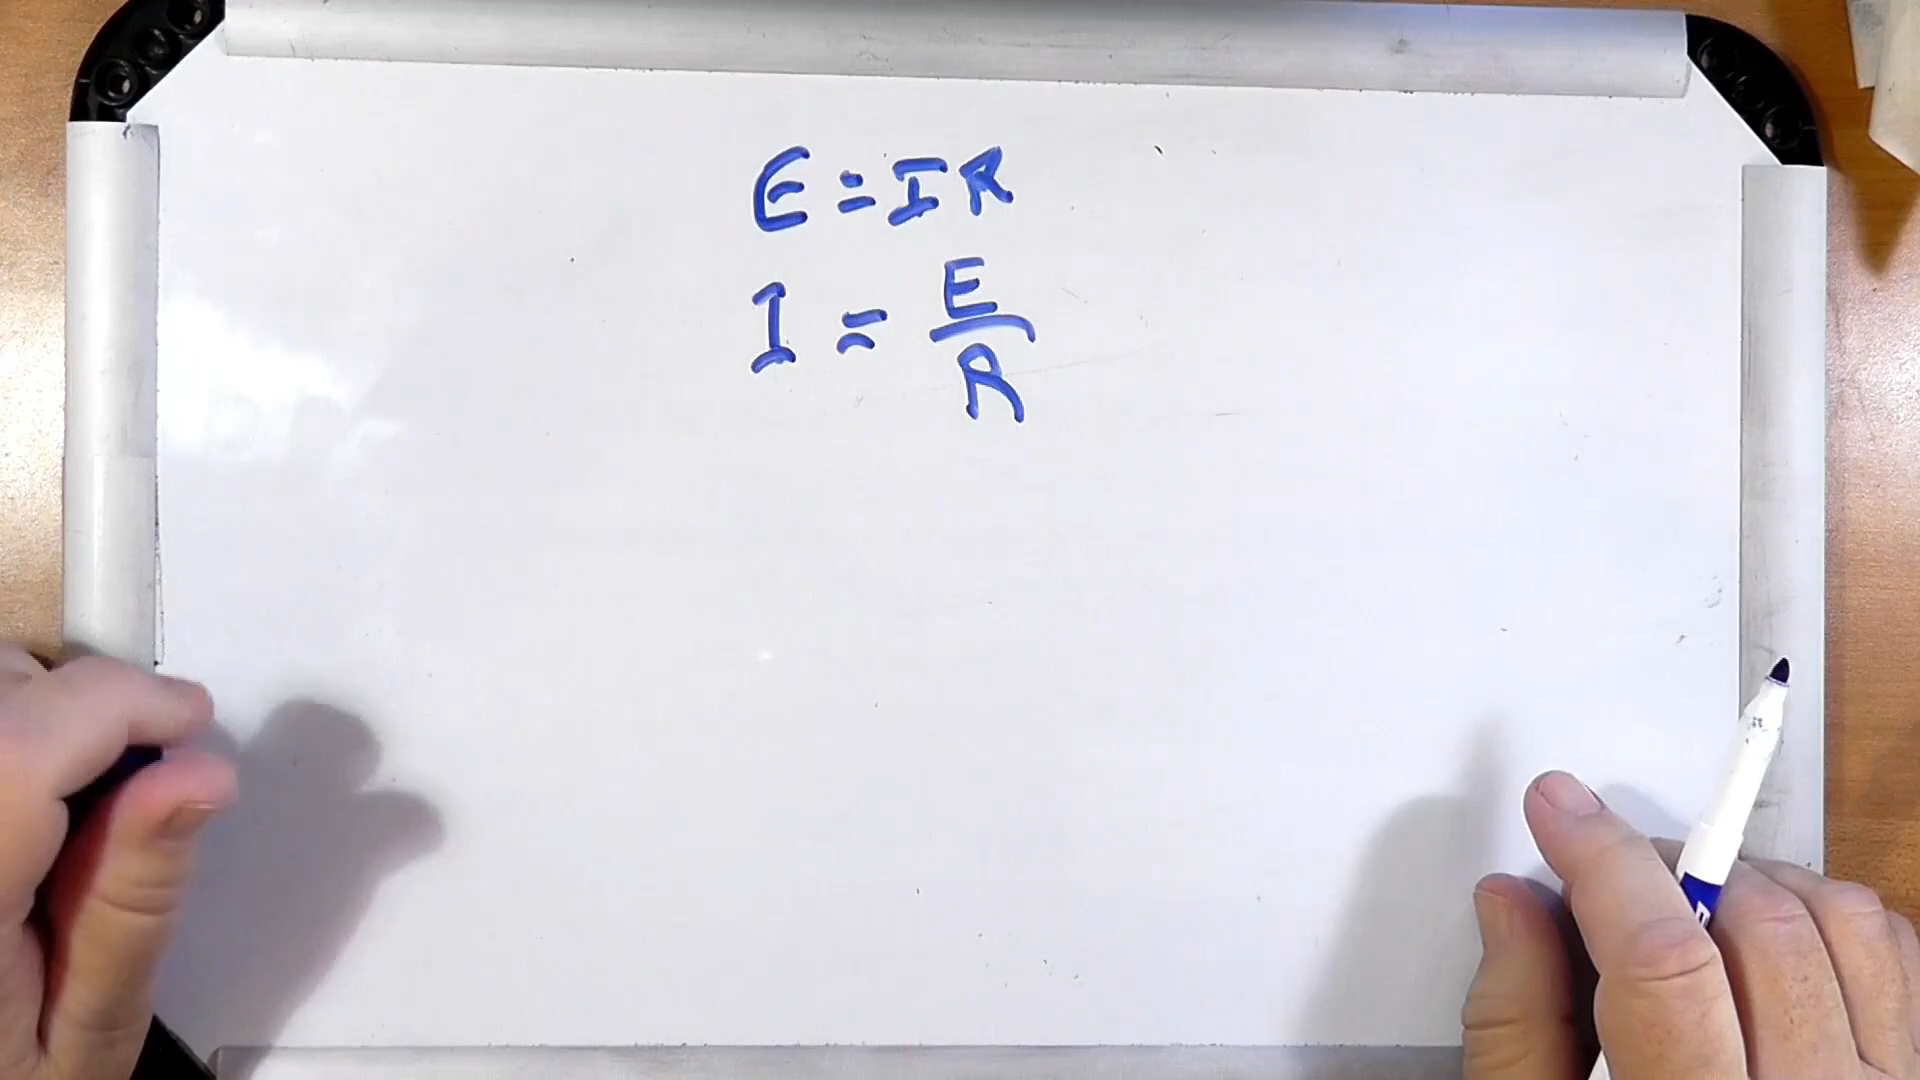 E = IR
I = E/R